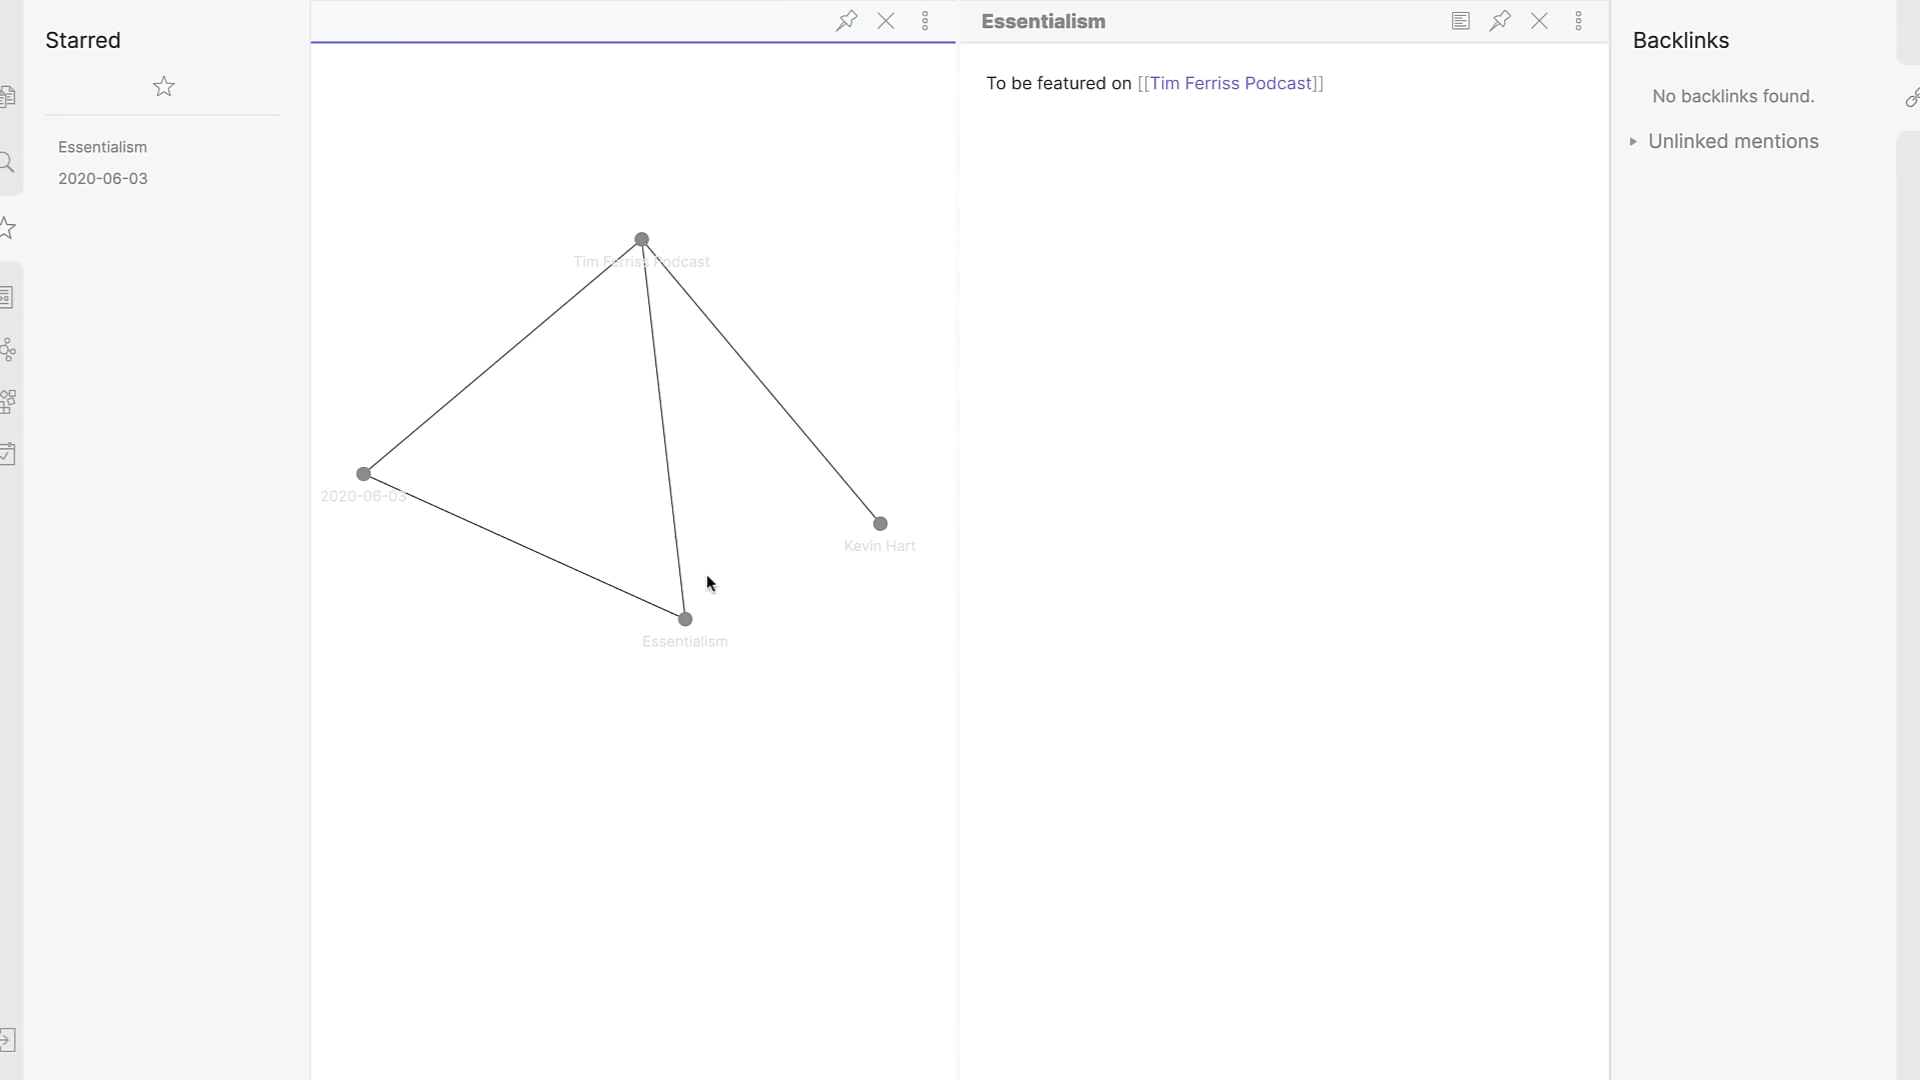 Starred
Essentialism
2020-06-03
Tim Ferriss Podcast
2020-06-03
Kevin Hart
Essentialism
Essentialism
To be featured on [[Tim Ferriss Podcast]]
Backlinks
No backlinks found.
Unlinked mentions